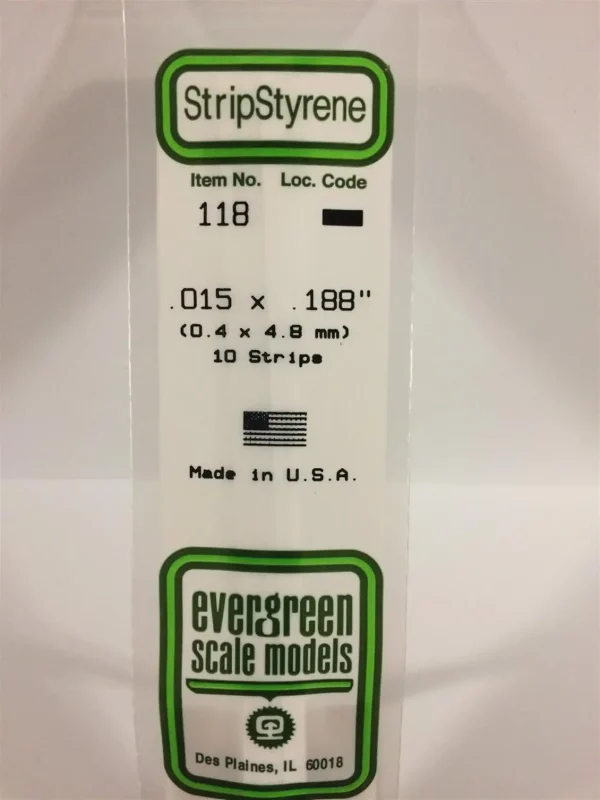 StripStyrene
Item No. Loc. Code
118
.015 x .188"
(0.4 x 4.8 mm)
10 Strips
Made in U.S.A.
evergreen
scale models
Des Plaines, IL 60018